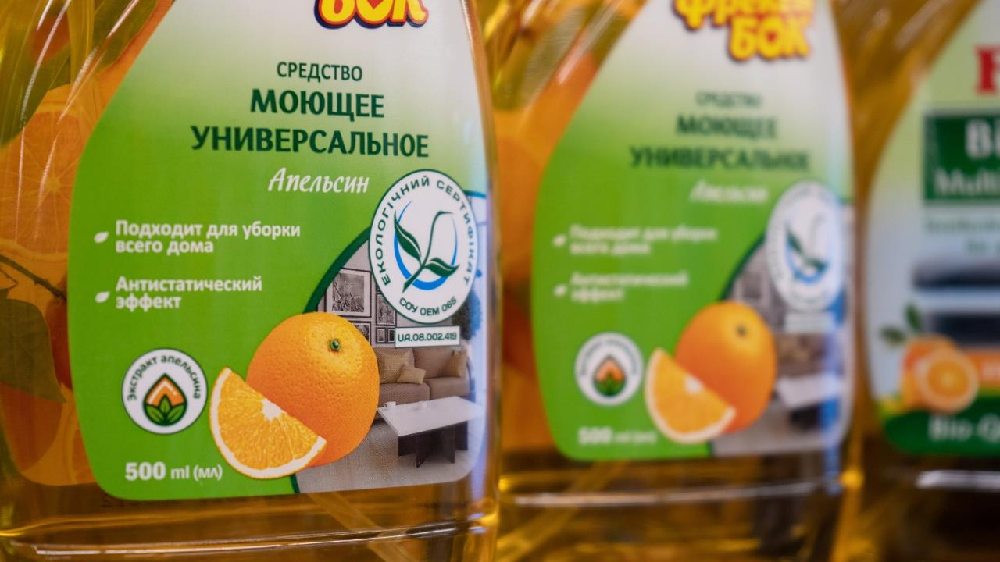 БОК
СРЕДСТВО
МОЮЩЕЕ
УНИВЕРСАЛЬНОЕ
Апельсин
ЕКОЛОГІЧНИЙ СЕРТИФІКАТ
СОУ ОЕМ 065
UA.08.002.419
Подходит для уборки
всего дома
Антистатический
эффект
Экстракт апельсина
500 ml (мл)
Фрекен
БОК
СРЕДСТВО
МОЮЩЕЕ
УНИВЕРСАЛЬНОЕ
Апельсин
Подходит для уборки
всего дома
Антистатический
эффект
500 ml (мл)
Multi